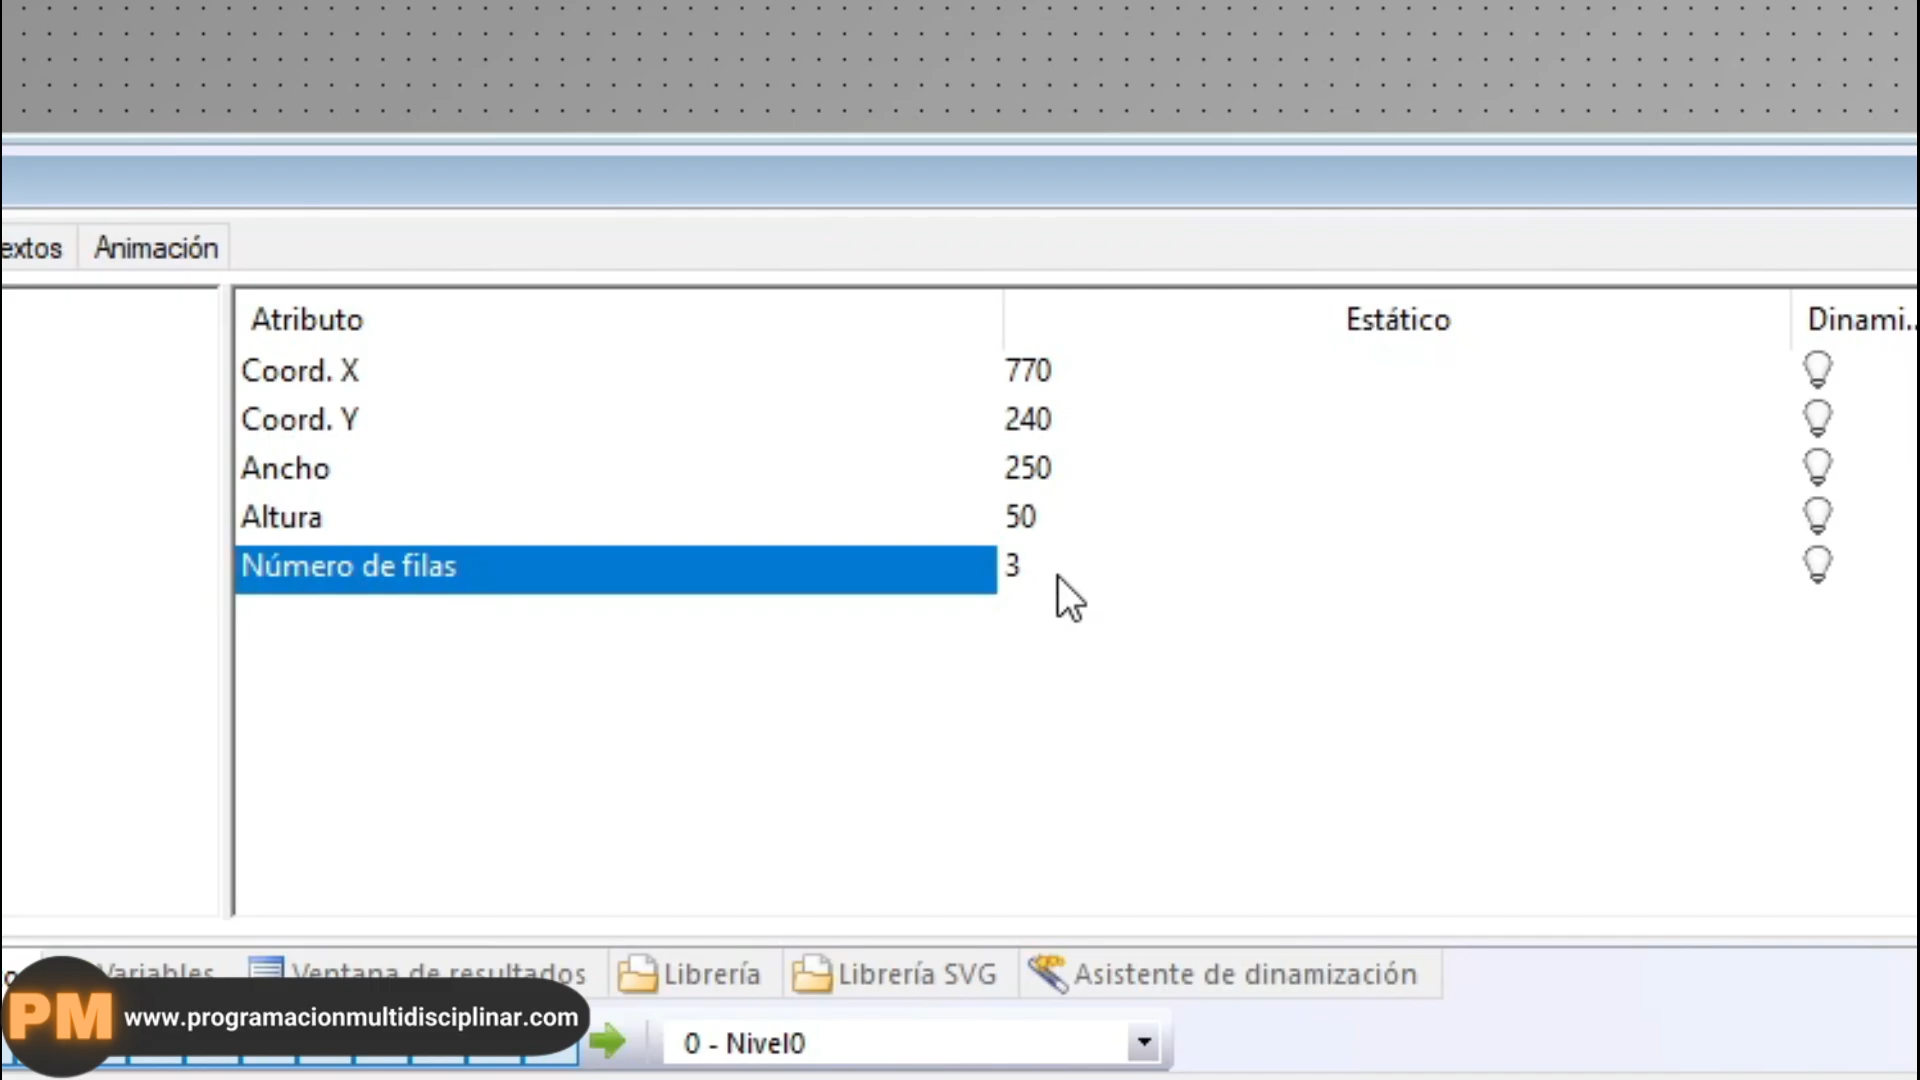 extos Animación
Atributo Estático Dinami..
Coord. X 770
Coord. Y 240
Ancho 250
Altura 50
Número de filas 3
Variables Ventana de resultados Librería Librería SVG Asistente de dinamización
PM www.programacionmultidisciplinar.com
0 - Nivel0